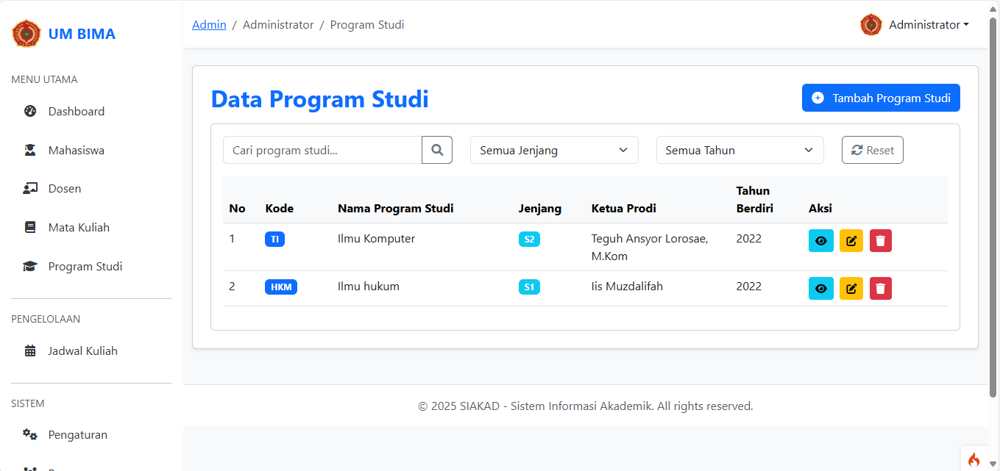 UM BIMA
Admin / Administrator / Program Studi
Administrator
MENU UTAMA
Dashboard
Mahasiswa
Dosen
Mata Kuliah
Program Studi
PENGELOLAAN
Jadwal Kuliah
SISTEM
Pengaturan
Data Program Studi
Tambah Program Studi
Cari program studi...
Semua Jenjang
Semua Tahun
Reset
No Kode Nama Program Studi Jenjang Ketua Prodi Tahun Berdiri Aksi
1 TI Ilmu Komputer S2 Teguh Ansyor Lorosae, M.Kom 2022
2 HKM Ilmu hukum S1 Iis Muzdalifah 2022
© 2025 SIAKAD - Sistem Informasi Akademik. All rights reserved.